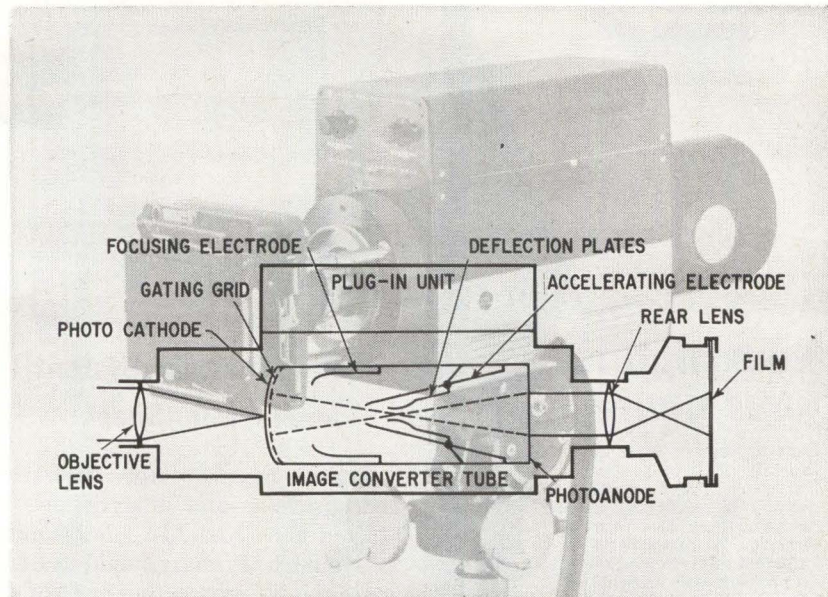 FOCUSING ELECTRODE
DEFLECTION PLATES
PLUG-IN UNIT
GATING GRID
ACCELERATING ELECTRODE
PHOTO CATHODE
REAR LENS
FILM
OBJECTIVE
LENS
IMAGE CONVERTER TUBE
PHOTOANODE